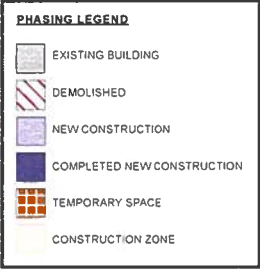 PHASING LEGEND
EXISTING BUILDING
DEMOLISHED
NEW CONSTRUCTION
COMPLETED NEW CONSTRUCTION
TEMPORARY SPACE
CONSTRUCTION ZONE